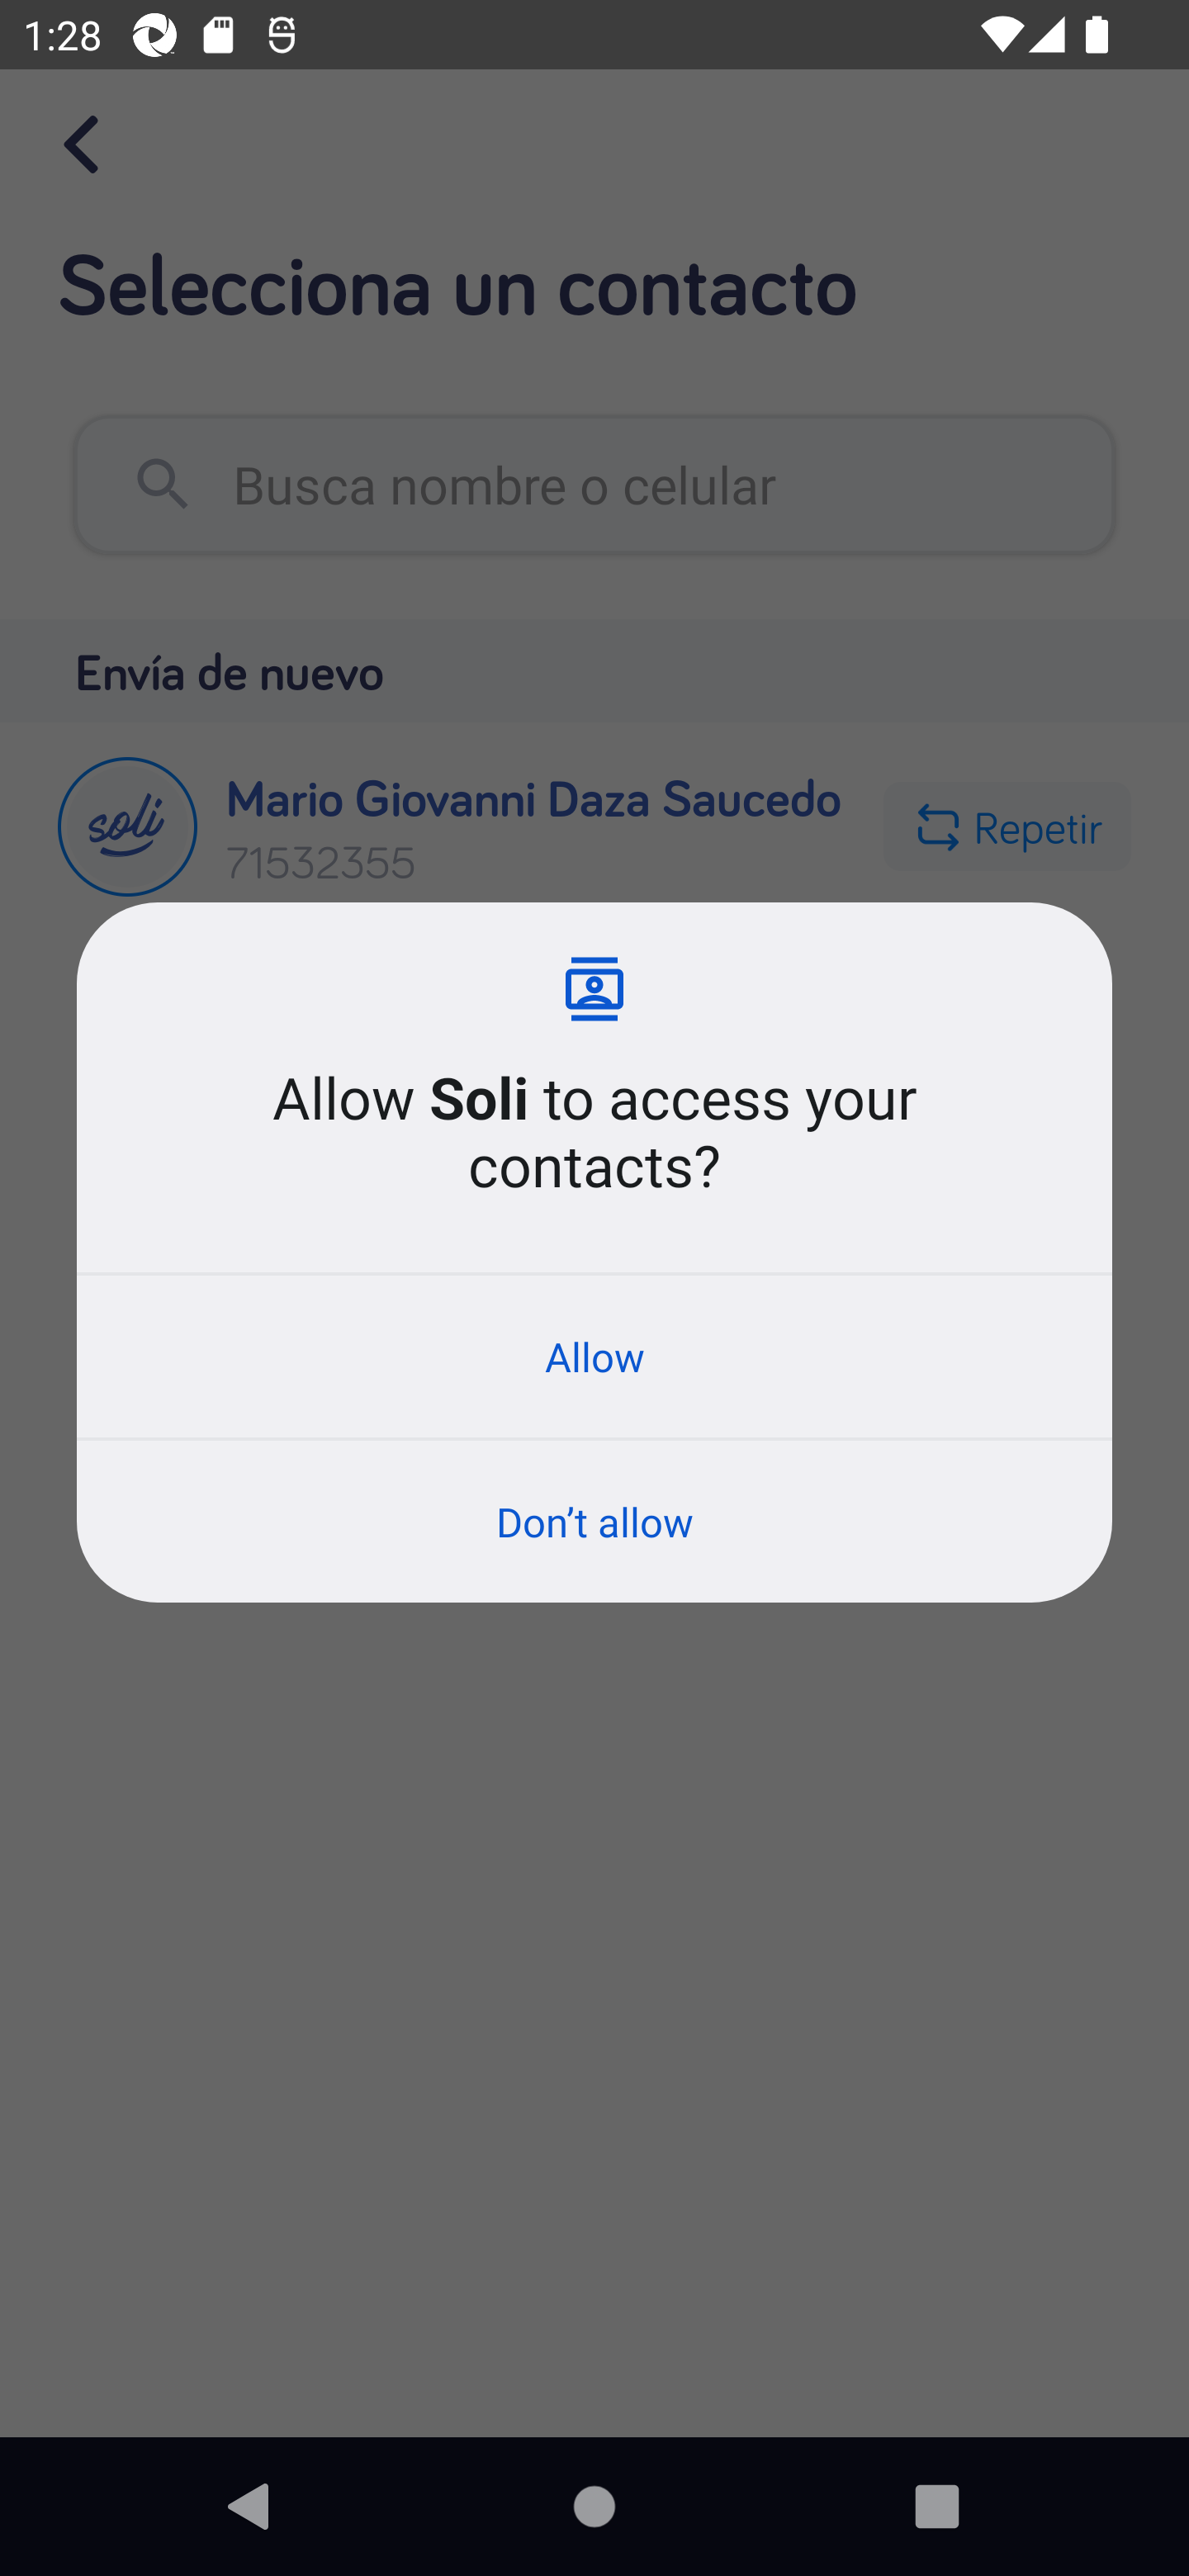 1:28
Selecciona un contacto
Busca nombre o celular
Envía de nuevo
soli
Mario Giovanni Daza Saucedo
71532355
Repetir
Allow Soli to access your
contacts?
Allow
Don’t allow